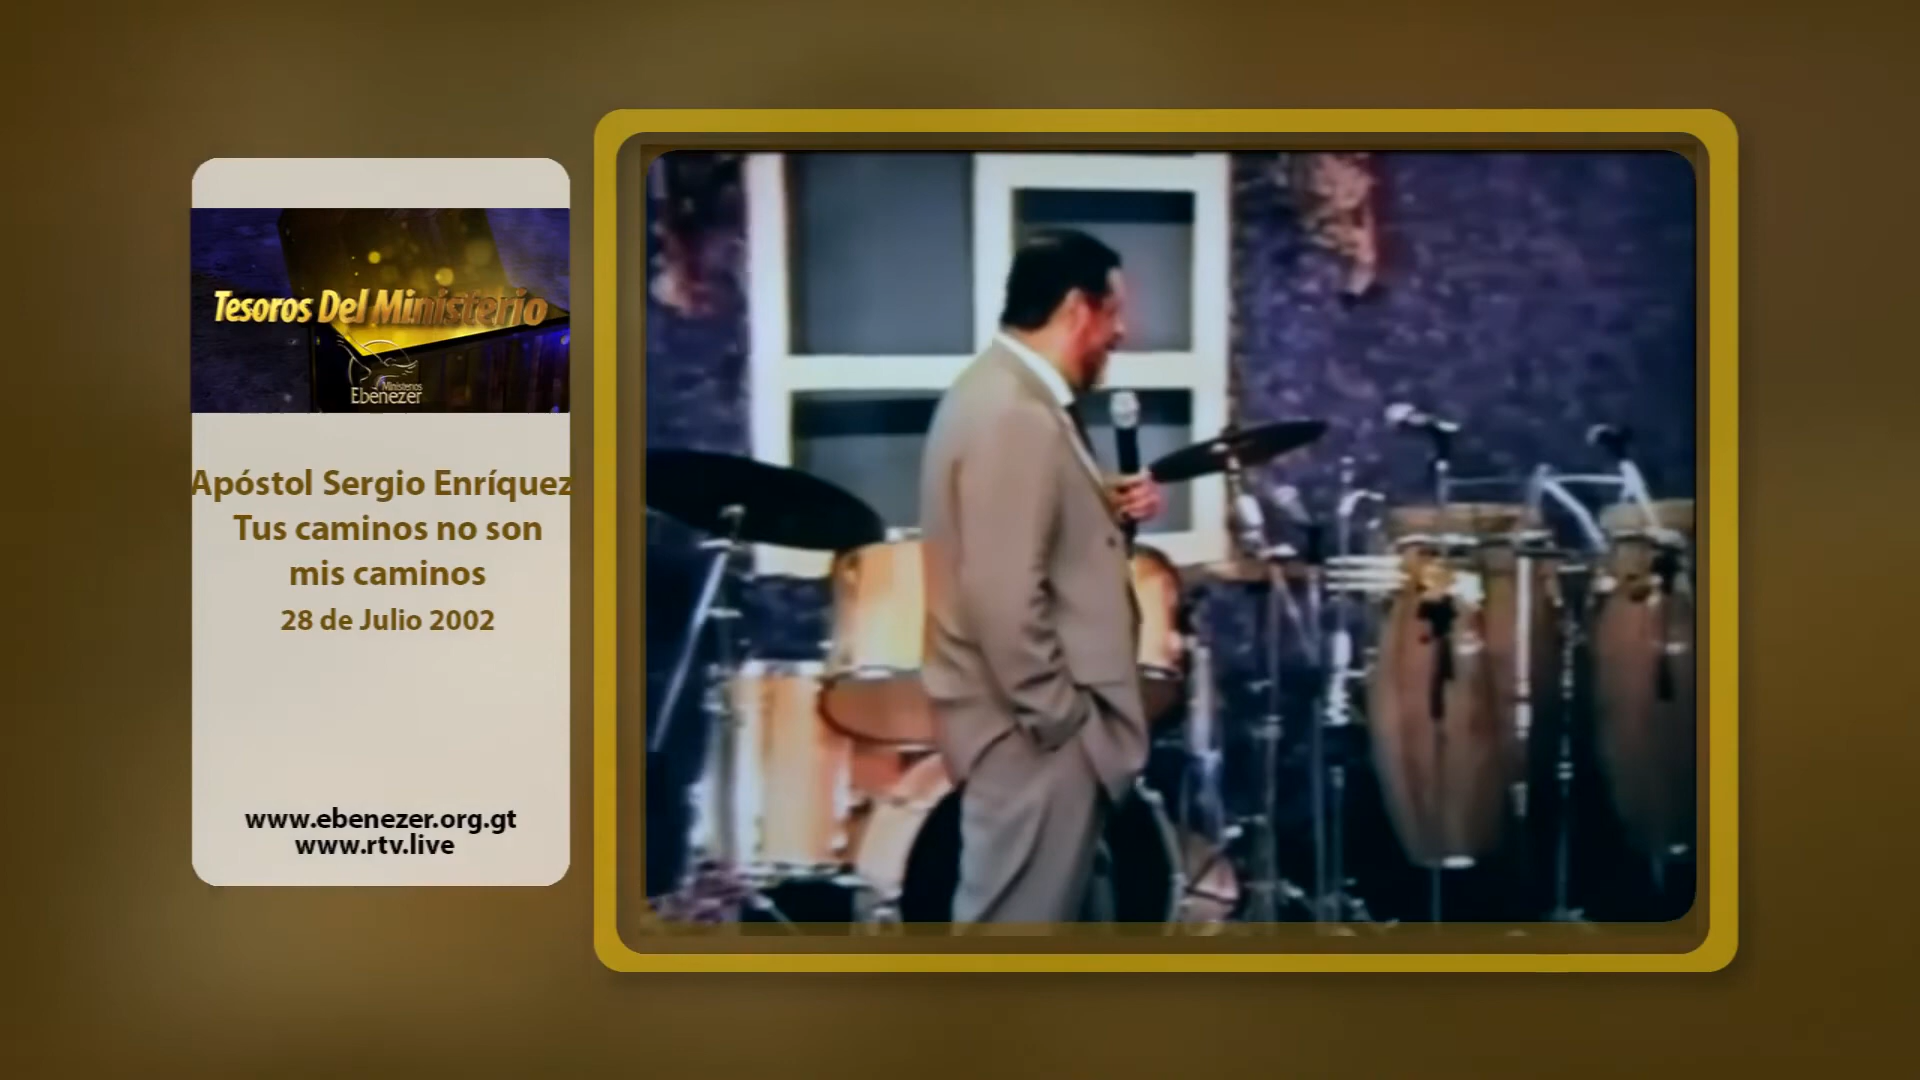 Tesoros Del Ministerio
Ministerios
Ebenezer
Apóstol Sergio Enríquez
Tus caminos no son
mis caminos
28 de Julio 2002
www.ebenezer.org.gt
www.rtv.live